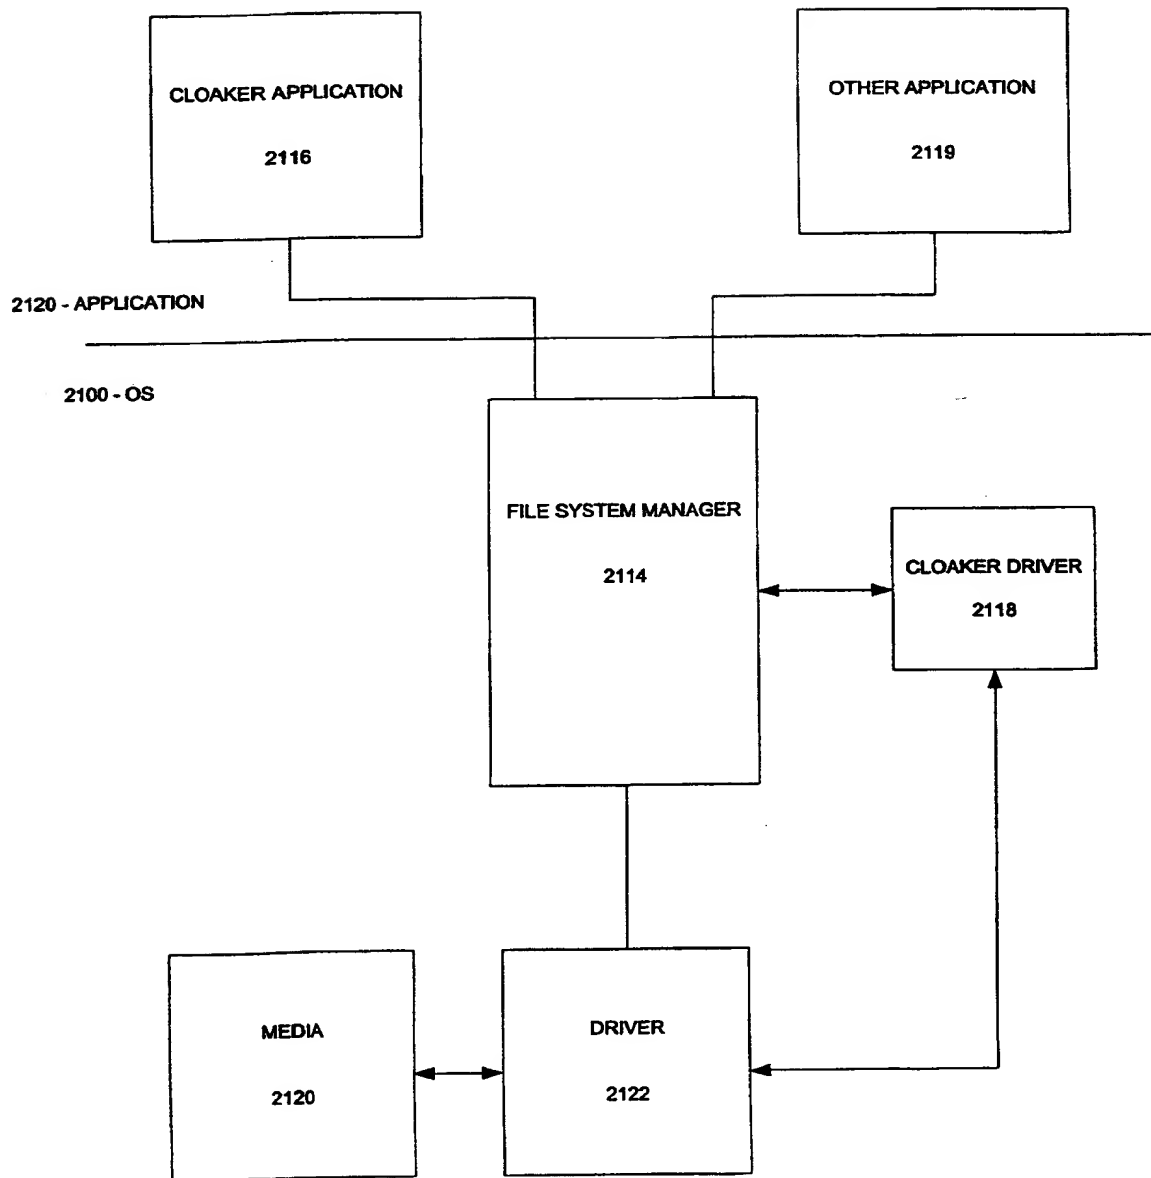 CLOAKER APPLICATION
2116
OTHER APPLICATION
2119
2120 - APPLICATION
2100 - OS
FILE SYSTEM MANAGER
2114
CLOAKER DRIVER
2118
MEDIA
2120
DRIVER
2122